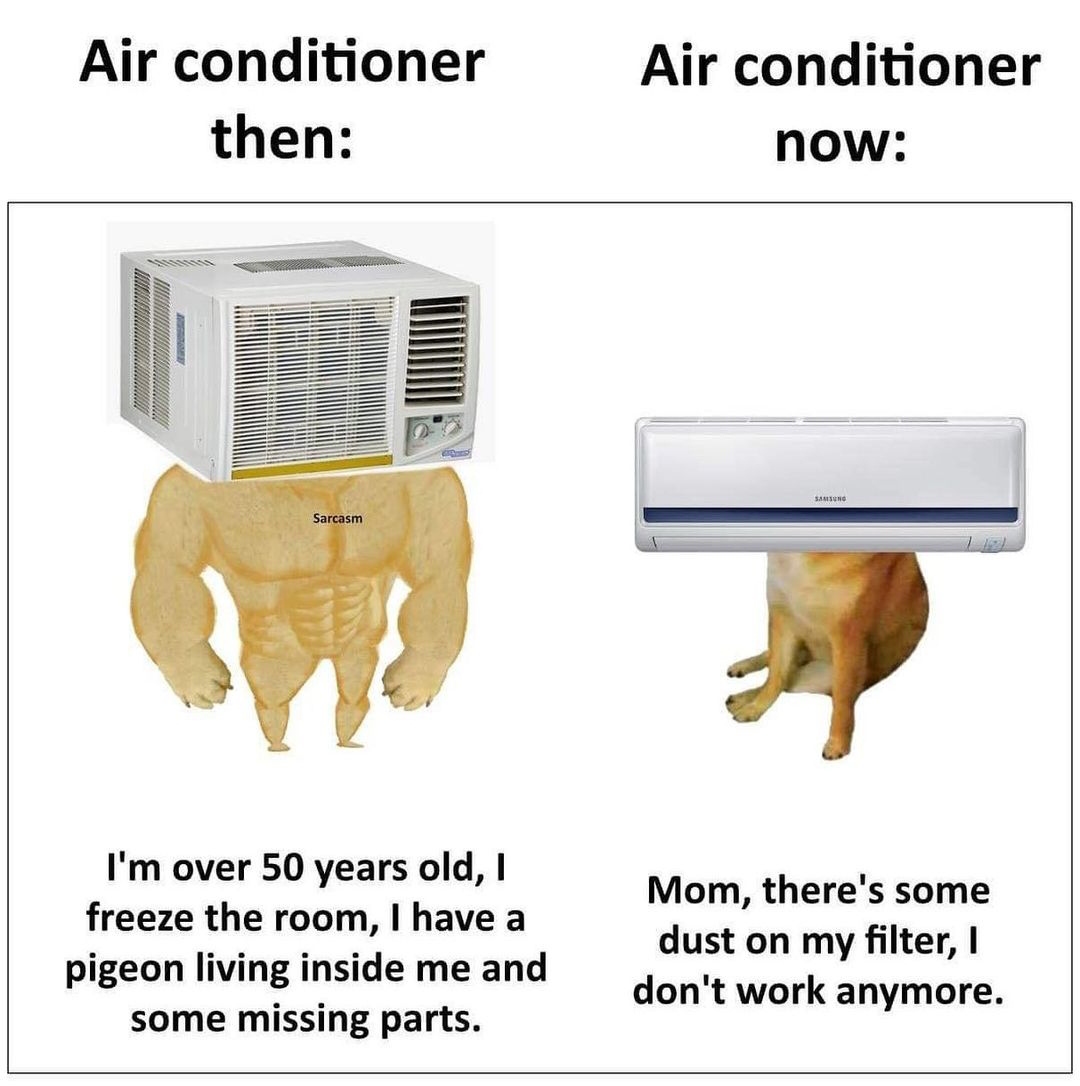 Air conditioner
then:
Air conditioner
now:
SAMSUNG
Sarcasm
I'm over 50 years old, I
freeze the room, I have a
pigeon living inside me and
some missing parts.
Mom, there's some
dust on my filter, I
don't work anymore.